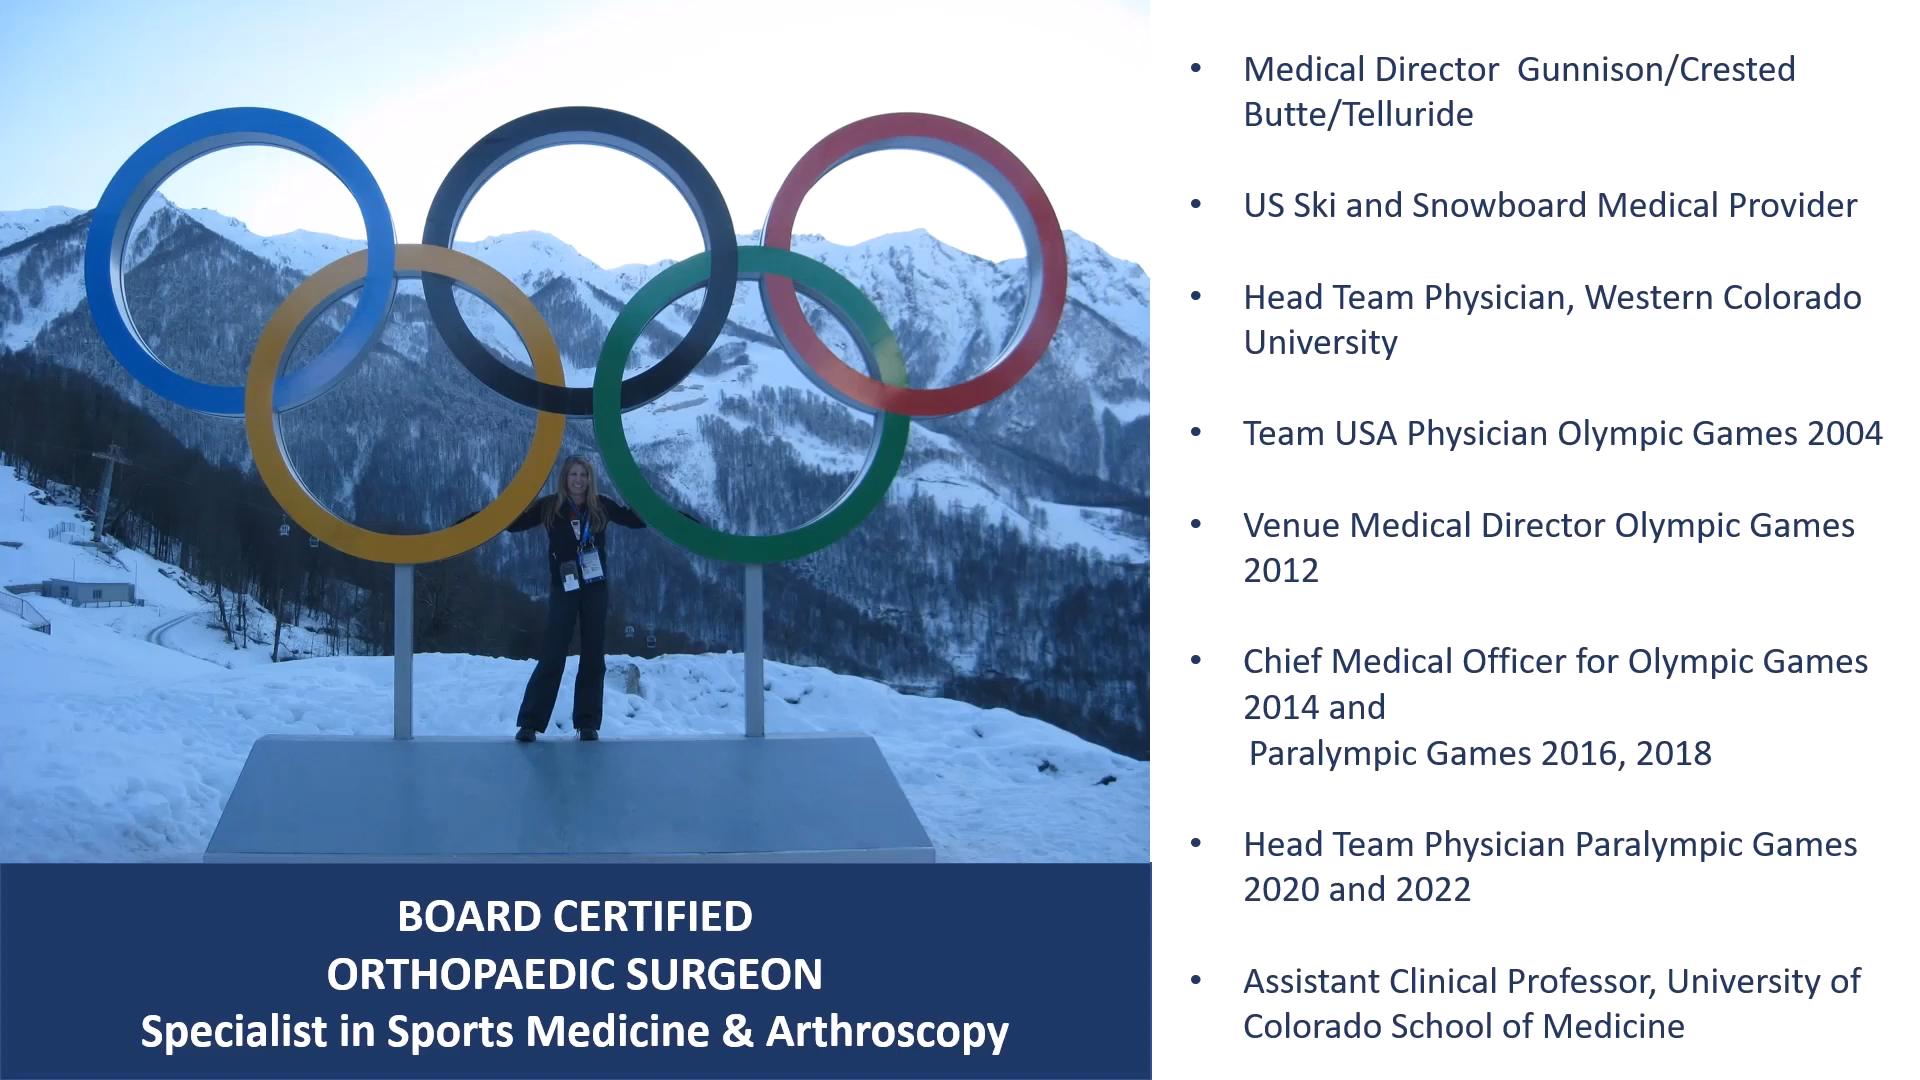 Medical Director  Gunnison/Crested
Butte/Telluride
US Ski and Snowboard Medical Provider
Head Team Physician, Western Colorado
University
Team USA Physician Olympic Games 2004
Venue Medical Director Olympic Games
2012
Chief Medical Officer for Olympic Games
2014 and
Paralympic Games 2016, 2018
Head Team Physician Paralympic Games
2020 and 2022
Assistant Clinical Professor, University of
Colorado School of Medicine
BOARD CERTIFIED
ORTHOPAEDIC SURGEON
Specialist in Sports Medicine & Arthroscopy